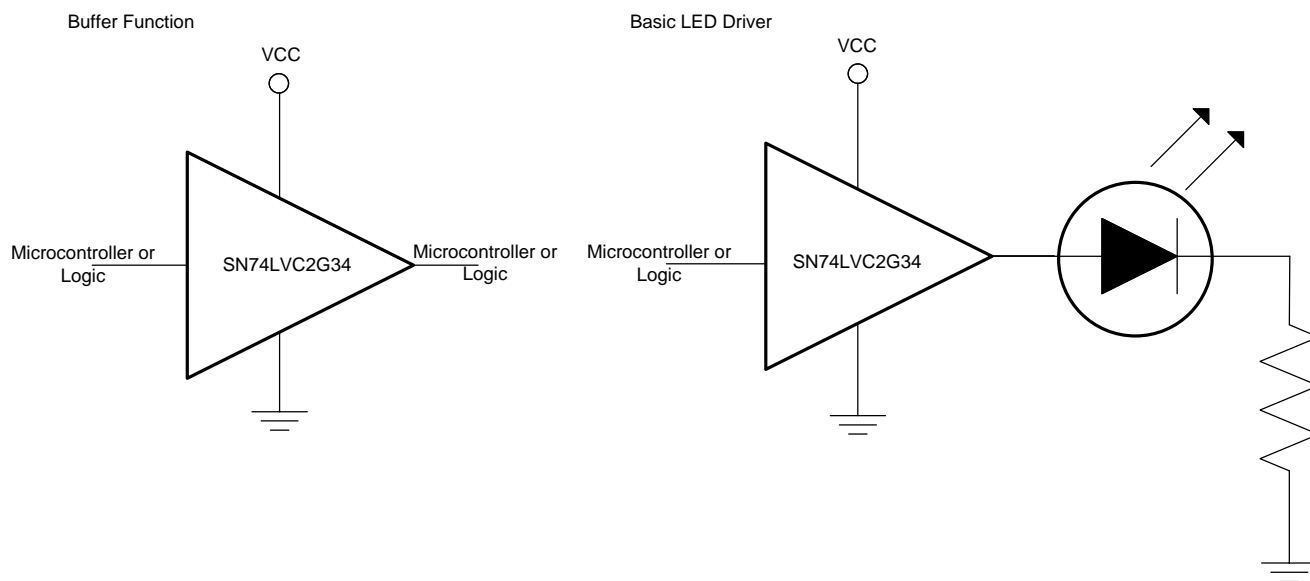 Buffer Function
VCC
Microcontroller or
Logic
SN74LVC2G34
Microcontroller or
Logic
Basic LED Driver
VCC
Microcontroller or
Logic
SN74LVC2G34